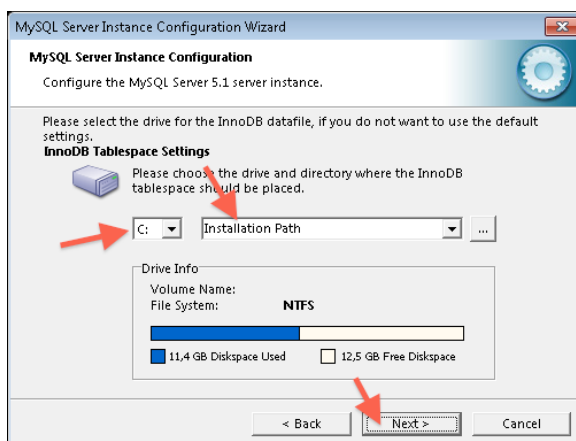 MySQL Server Instance Configuration Wizard
MySQL Server Instance Configuration
Configure the MySQL Server 5.1 server instance.
Please select the drive for the InnoDB datafile, if you do not want to use the default
settings.
InnoDB Tablespace Settings
Please choose the drive and directory where the InnoDB
tablespace should be placed.
C: Installation Path ...
Drive Info
Volume Name:
File System: NTFS
11,4 GB Diskspace Used 12,5 GB Free Diskspace
< Back Next > Cancel